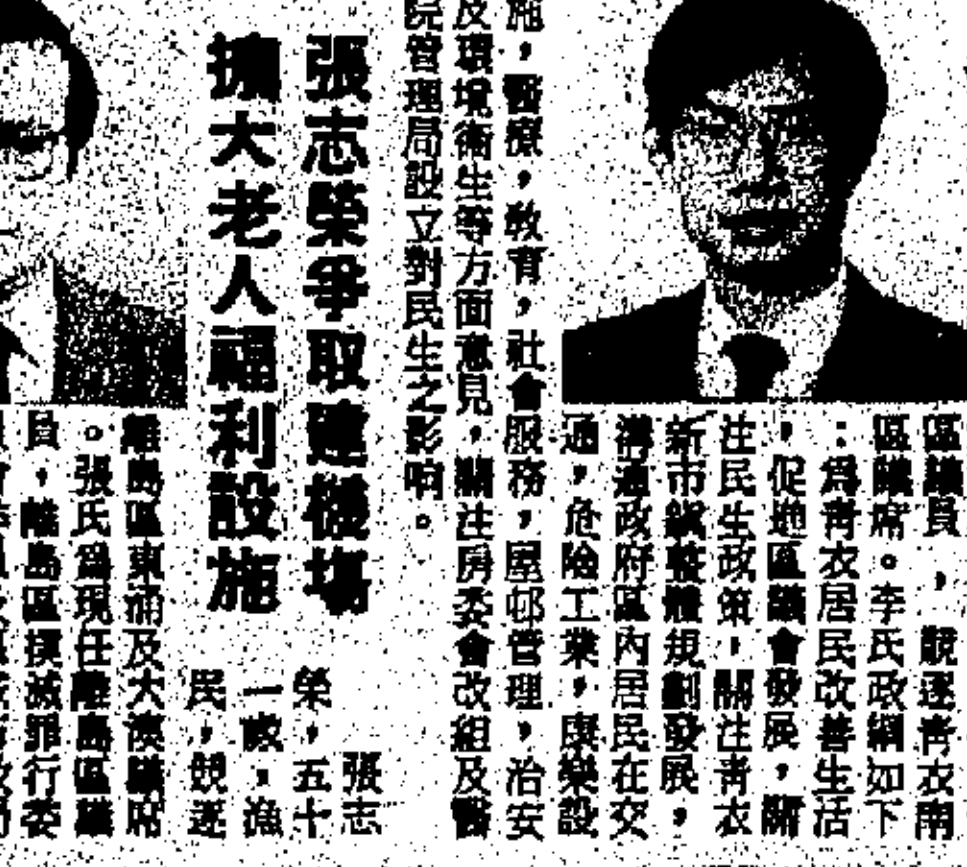 區議員，競逐青衣南
區議席。李氏政綱如下
：爲青衣居民改善生活
，促進區議會發展，關
注民生政策，關注青衣
新市鎮整體規劃發展，
溝通政府區內居民在交
通，危險工業，康樂設
施，醫療，敎育，社會服務，屋邨管理，治安
及環境衛生等方面意見，關注房委會改組及醫
院管理局設立對民生之影响。
張志榮爭取建機場
擴大老人福利設施
張志
榮，五十
一歲，漁
民，競逐
離島區東涌及大澳議席
。張氏爲現任離島區議
員，離島區撲滅罪行委